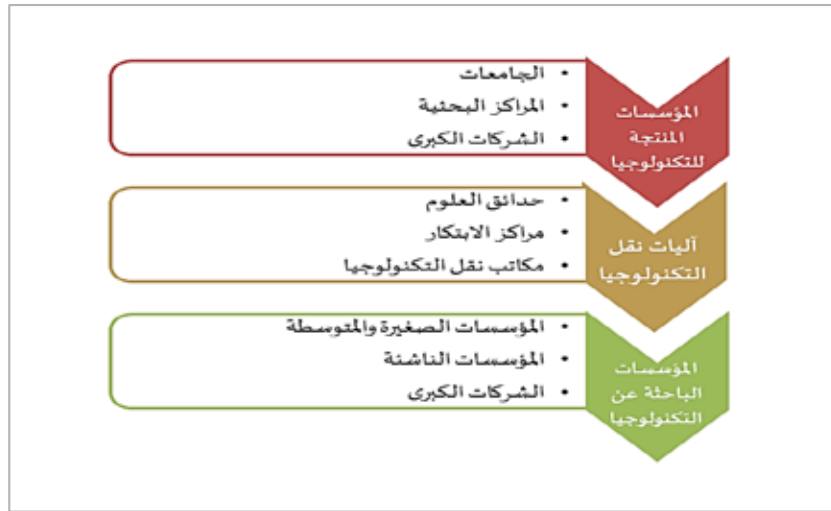 المؤسسات
المنتجة
للتكنولوجيا
• الجامعات
• المراكز البحثية
• الشركات الكبرى
آليات نقل
التكنولوجيا
• حدائق العلوم
• مراكز الابتكار
• مكاتب نقل التكنولوجيا
المؤسسات
الباحثة عن
التكنولوجيا
• المؤسسات الصغيرة والمتوسطة
• المؤسسات الناشئة
• الشركات الكبرى